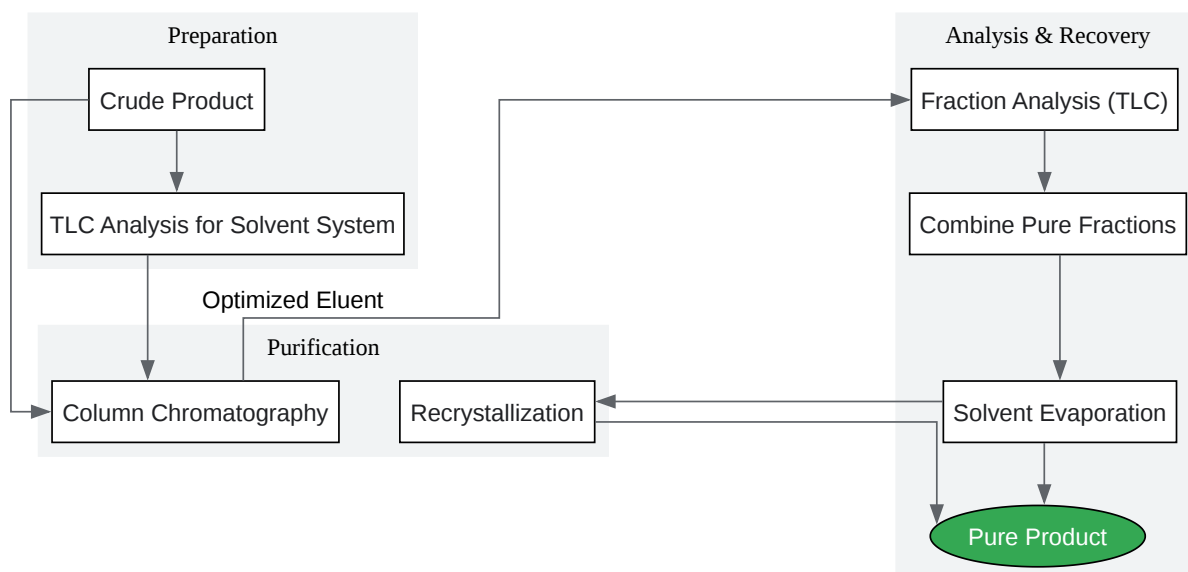 Preparation
Crude Product
TLC Analysis for Solvent System
Optimized Eluent
Purification
Column Chromatography
Recrystallization
Analysis & Recovery
Fraction Analysis (TLC)
Combine Pure Fractions
Solvent Evaporation
Pure Product